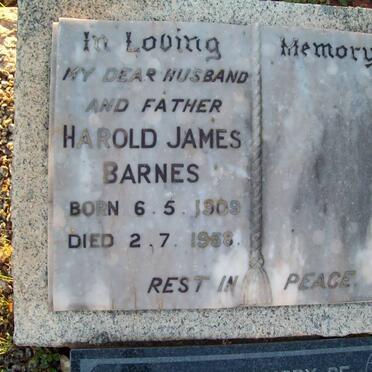 In Loving Memory
MY DEAR HUSBAND
AND FATHER
HAROLD JAMES
BARNES
BORN 6.5.1909
DIED 2.7.1968.
REST IN PEACE.
OF